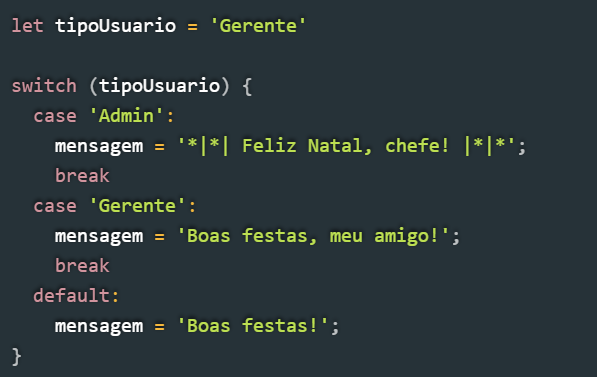 let tipoUsuario = 'Gerente'

switch (tipoUsuario) {
  case 'Admin':
    mensagem = '*|*| Feliz Natal, chefe! |*|*';
    break
  case 'Gerente':
    mensagem = 'Boas festas, meu amigo!';
    break
  default:
    mensagem = 'Boas festas!';
}